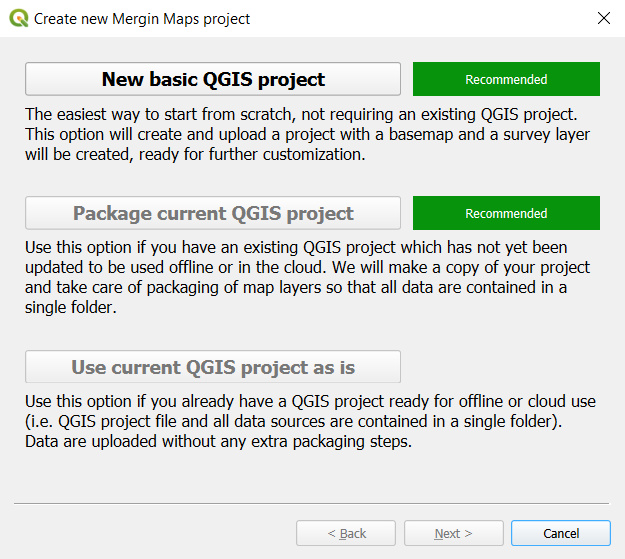 Create new Mergin Maps project
New basic QGIS project
Recommended
The easiest way to start from scratch, not requiring an existing QGIS project.
This option will create and upload a project with a basemap and a survey layer
will be created, ready for further customization.
Package current QGIS project
Recommended
Use this option if you have an existing QGIS project which has not yet been
updated to be used offline or in the cloud. We will make a copy of your project
and take care of packaging of map layers so that all data are contained in a
single folder.
Use current QGIS project as is
Use this option if you already have a QGIS project ready for offline or cloud use
(i.e. QGIS project file and all data sources are contained in a single folder).
Data are uploaded without any extra packaging steps.
< Back
Next >
Cancel